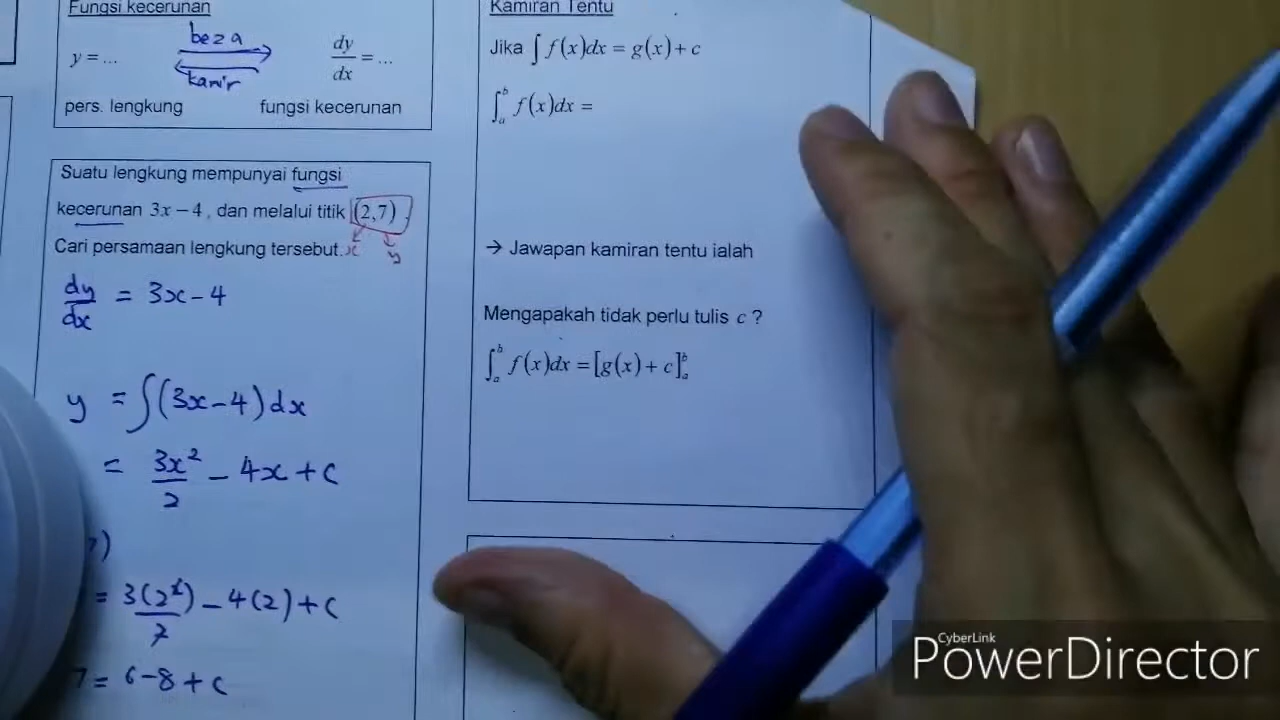 Fungsi kecerunan
beza
y = ...
dy/dx = ...
kamir
pers. lengkung
fungsi kecerunan
Suatu lengkung mempunyai fungsi
kecerunan 3x – 4 , dan melalui titik (2,7) .
Cari persamaan lengkung tersebut.
x
y
dy/dx = 3x - 4
y = ∫(3x-4)dx
= 3x²/2 - 4x + c
7)
= 3(2²)/2 - 4(2) + c
7 = 6 - 8 + c
Kamiran Tentu
Jika ∫ f(x)dx = g(x) + c
∫ₐᵇ f(x)dx =
→ Jawapan kamiran tentu ialah
Mengapakah tidak perlu tulis c ?
∫ₐᵇ f(x)dx = [g(x) + c]ₐᵇ
CyberLink
PowerDirector